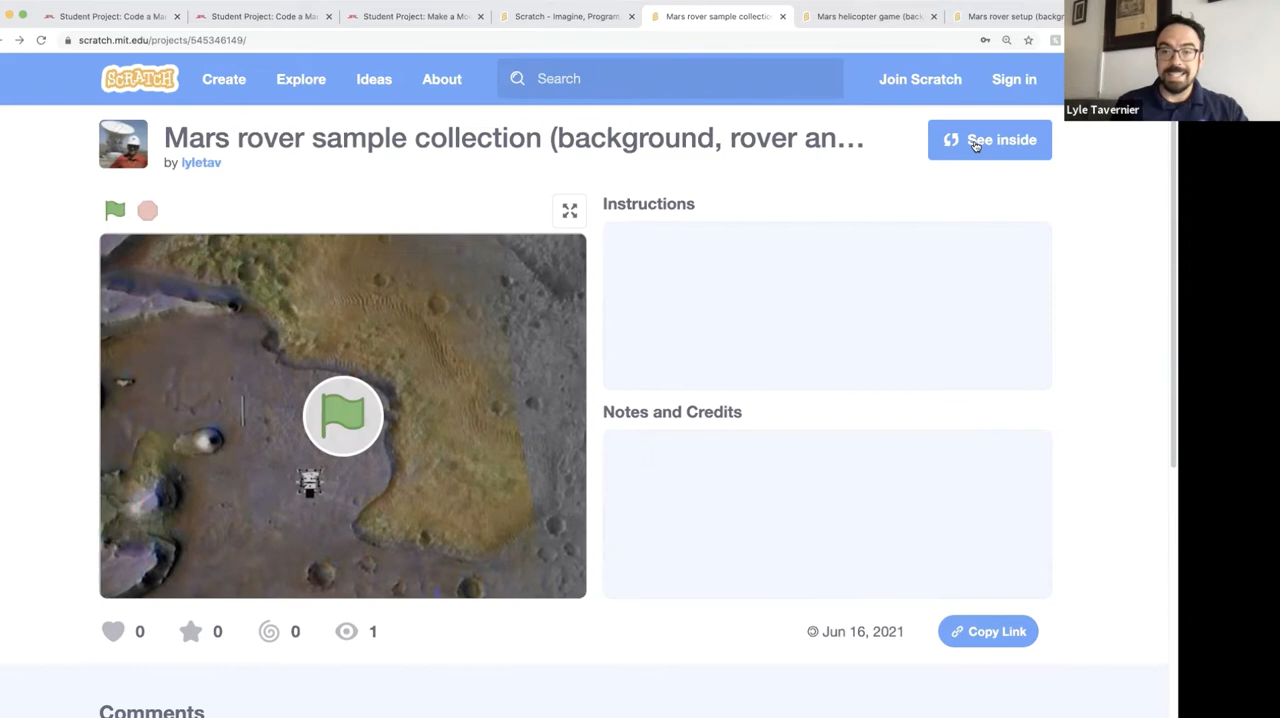 Student Project: Code a Mar
Student Project: Code a Mar
Student Project: Make a Mo
Scratch - Imagine, Program,
Mars rover sample collectio
Mars helicopter game (back
Mars rover setup (backgr
scratch.mit.edu/projects/545346149/
SCRATCH
Create
Explore
Ideas
About
Search
Join Scratch
Sign in
Lyle Tavernier
Mars rover sample collection (background, rover an...
by lyletav
See inside
Instructions
Notes and Credits
0
0
0
1
Jun 16, 2021
Copy Link
Comments